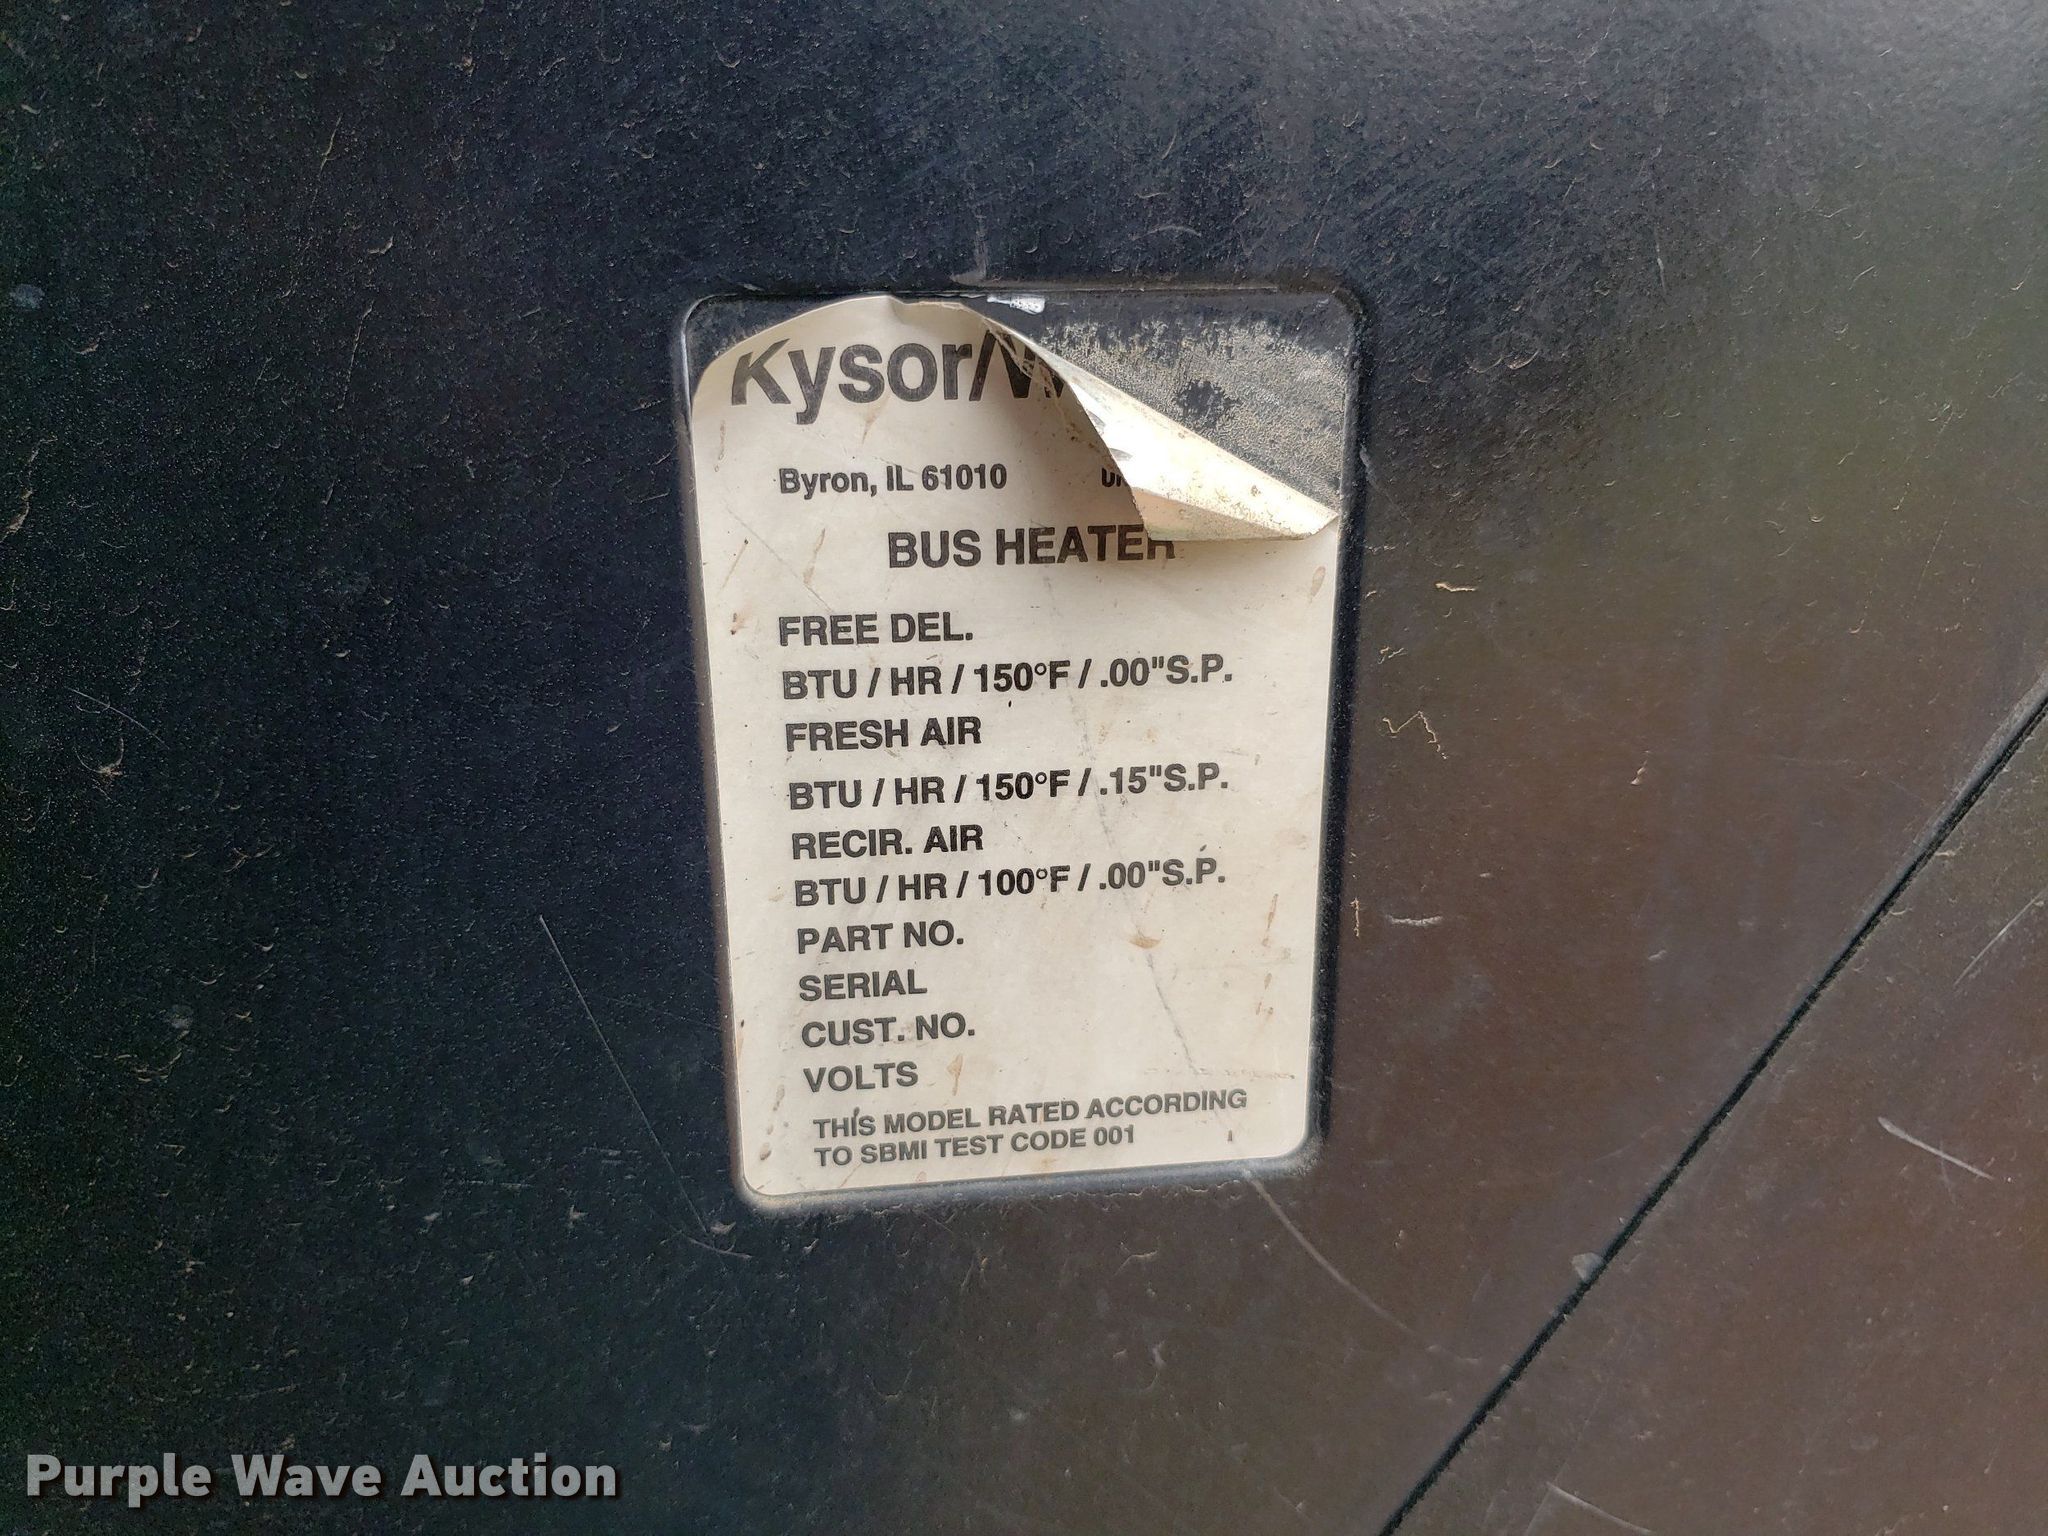 Kysor/
Byron, IL 61010
BUS HEATER
FREE DEL.
BTU / HR / 150°F / .00"S.P.
FRESH AIR
BTU / HR / 150°F / .15"S.P.
RECIR. AIR
BTU / HR / 100°F / .00"S.P.
PART NO.
SERIAL
CUST. NO.
VOLTS
THIS MODEL RATED ACCORDING
TO SBMI TEST CODE 001
Purple Wave Auction